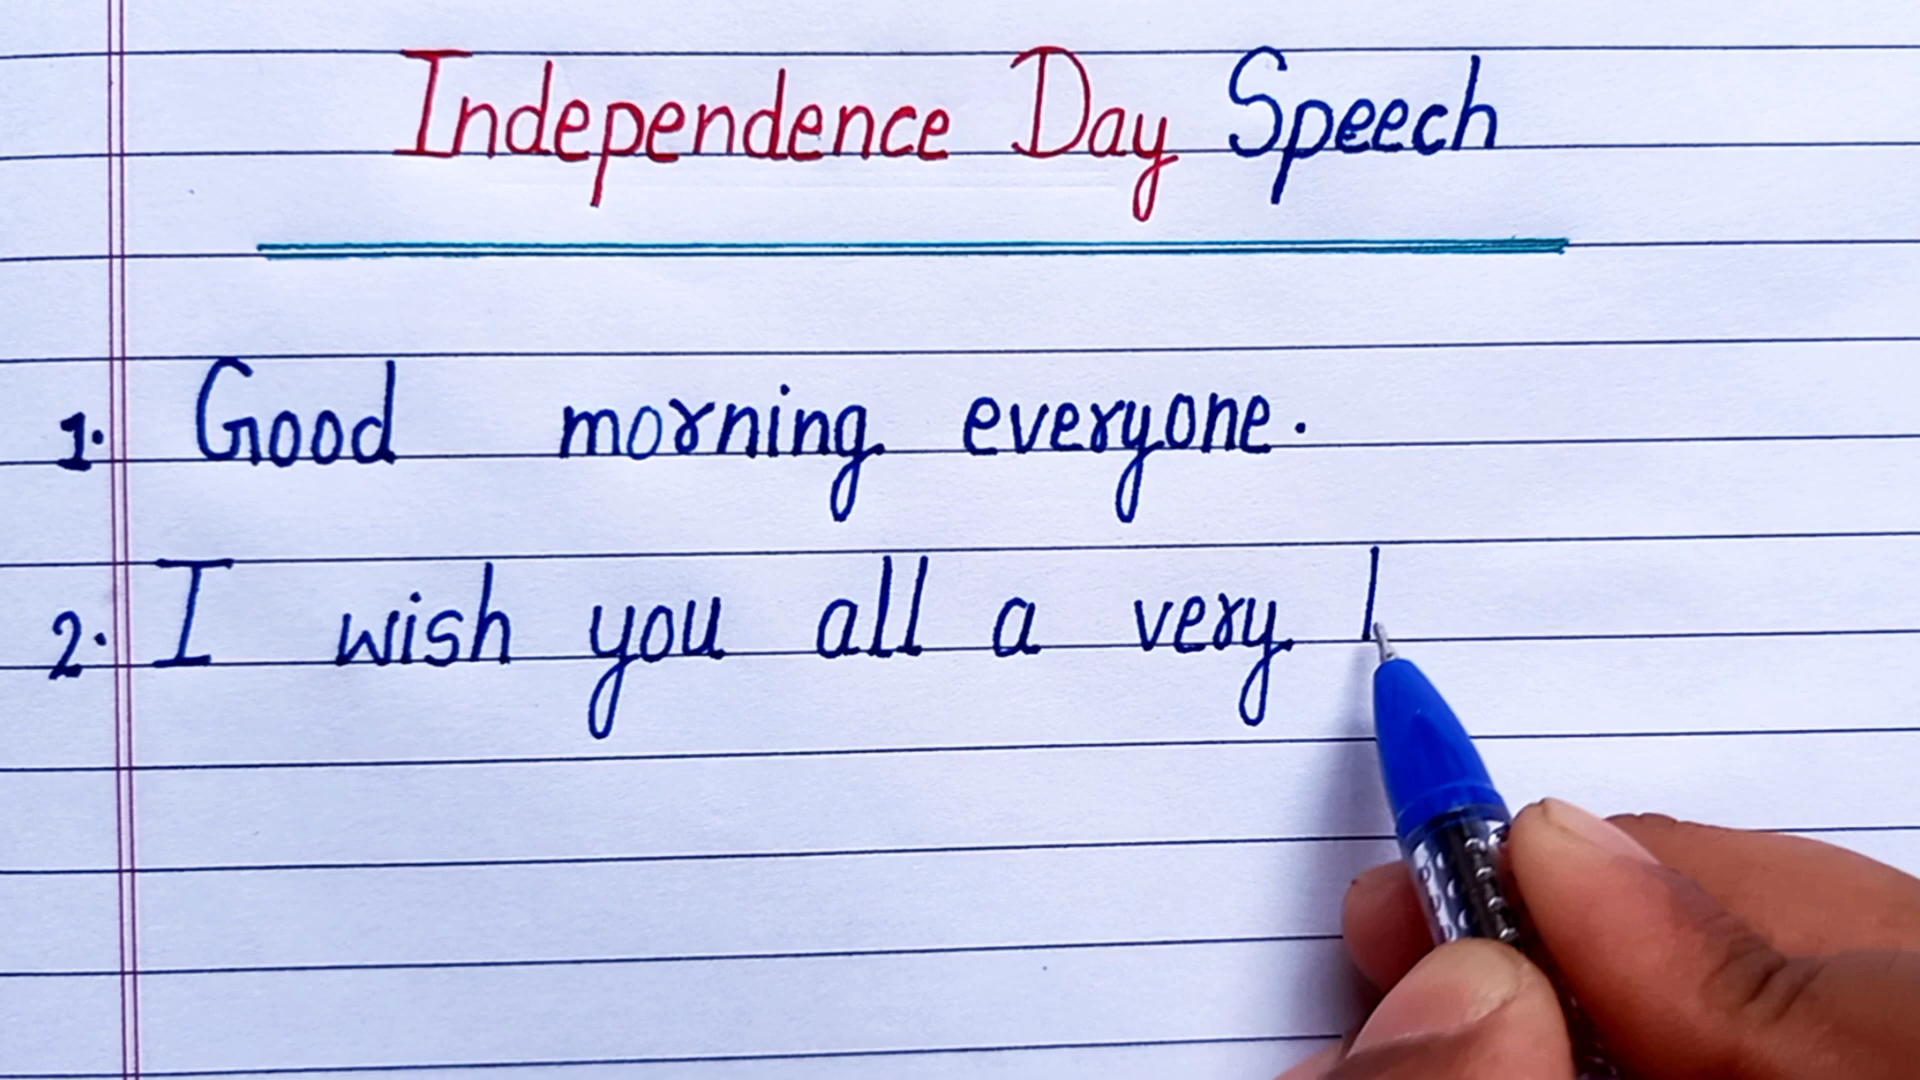 Independence Day Speech
1. Good morning everyone.
2. I wish you all a very